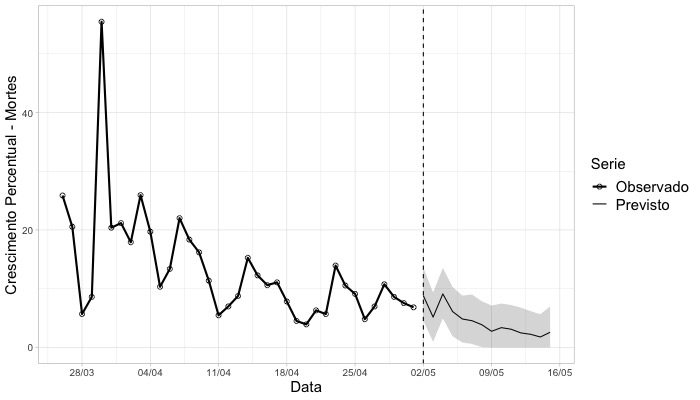 Crescimento Percentual - Mortes
40
20
0
28/03 04/04 11/04 18/04 25/04 02/05 09/05 16/05
Data
Serie
Observado
Previsto